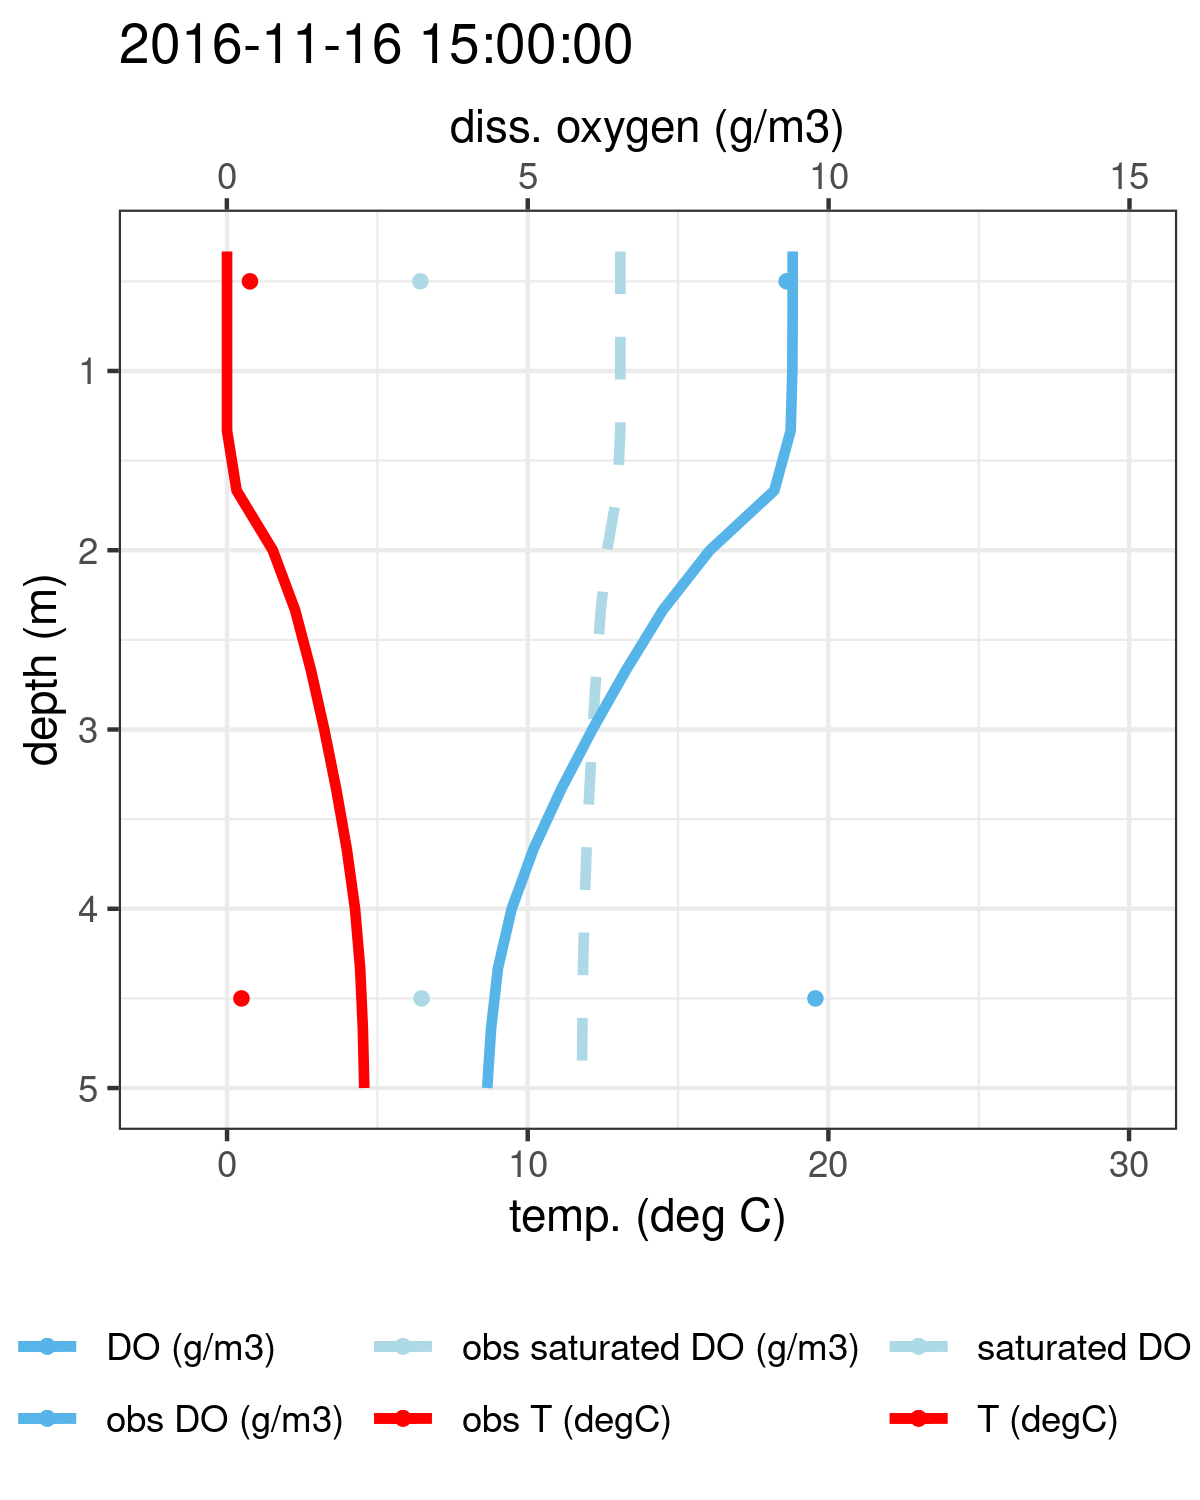 2016-11-16 15:00:00
diss. oxygen (g/m3)
0 5 10 15
depth (m)
1
2
3
4
5
0 10 20 30
temp. (deg C)
DO (g/m3) obs saturated DO (g/m3) saturated DO
obs DO (g/m3) obs T (degC) T (degC)